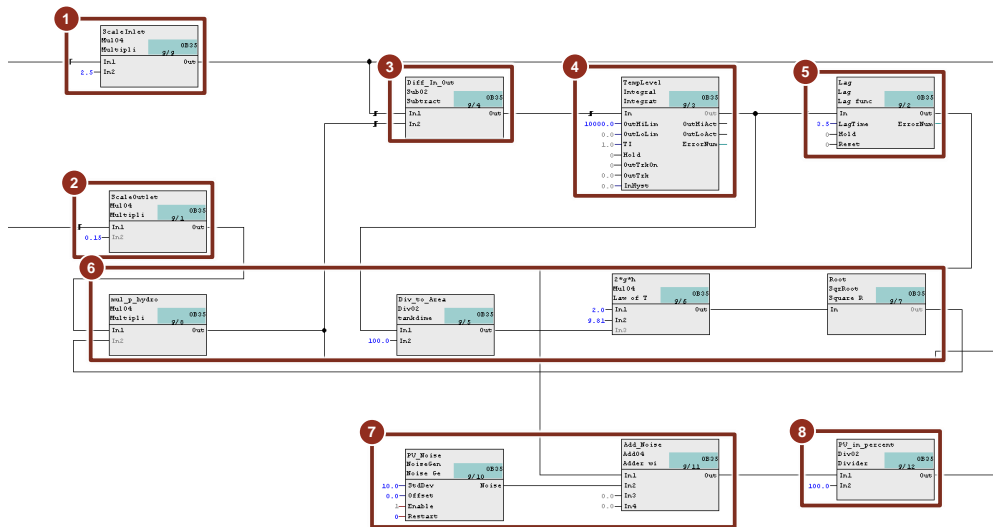 1
ScaleInlet
Mul04
Multipli
OB35
9/9
In1 Out
2.5 In2
2
ScaleOutlet
Mul04
Multipli
OB35
9/1
In1 Out
0.13 In2
3
Diff_In_Out
Sub02
Subtract
OB35
9/4
In1 Out
In2
4
TempLevel
Integral
Integrat
OB35
9/3
In Out
10000.0 OutHiLim OutHiAct
0.0 OutLoLim OutLoAct
1.0 TI ErrorNum
0 Hold
0 OutTrkOn
0.0 OutTrk
0.0 InHyst
5
Lag
Lag
Lag func
OB35
9/2
In Out
3.5 LagTime ErrorNum
0 Hold
0 Reset
6
mul_p_hydro
Mul04
Multipli
OB35
9/8
In1 Out
In2
Div_to_Area
Div02
tankdime
OB35
9/5
In1 Out
100.0 In2
2*g*h
Mul04
Law of T
OB35
9/6
2.0 In1 Out
9.81 In2
In3
Root
SqrRoot
Square R
OB35
9/7
In Out
7
PV_Noise
NoiseGen
Noise Ge
OB35
9/10
10.0 StdDev Noise
0.0 Offset
1 Enable
0 Restart
Add_Noise
Add04
Adder wi
OB35
9/11
In1 Out
In2
0.0 In3
0.0 In4
8
PV_in_percent
Div02
Divider
OB35
9/12
In1 Out
100.0 In2